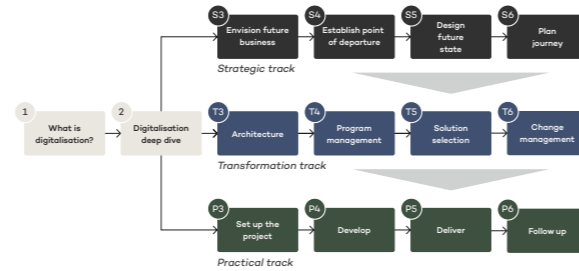 S3
Envision future
business
S4
Establish point
of departure
S5
Design
future
state
S6
Plan
journey
Strategic track
1
What is
digitalisation?
2
Digitalisation
deep dive
T3
Architecture
T4
Program
management
T5
Solution
selection
T6
Change
management
Transformation track
P3
Set up the
project
P4
Develop
P5
Deliver
P6
Follow up
Practical track